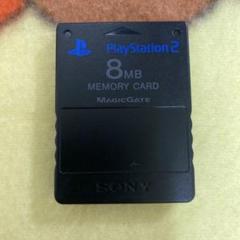 PlayStation 2
8MB
MEMORY CARD
MAGICGATE
SONY